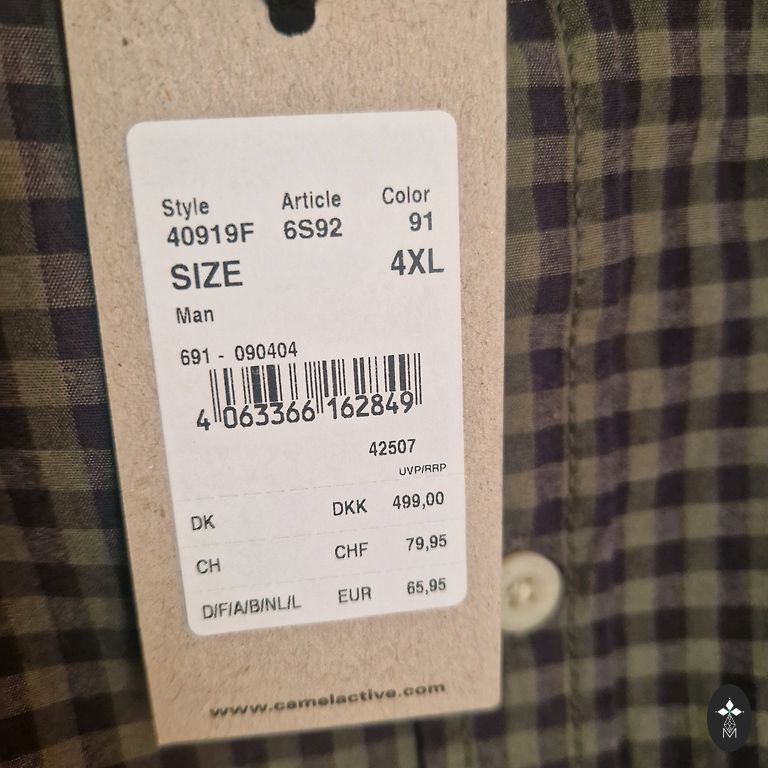 Style Article Color
40919F 6S92 91
SIZE 4XL
Man
691 - 090404
4 063366 162849
42507
UVP/RRP
DK DKK 499,00
CH CHF 79,95
D/F/A/B/NL/L EUR 65,95
www.camelactive.com
M